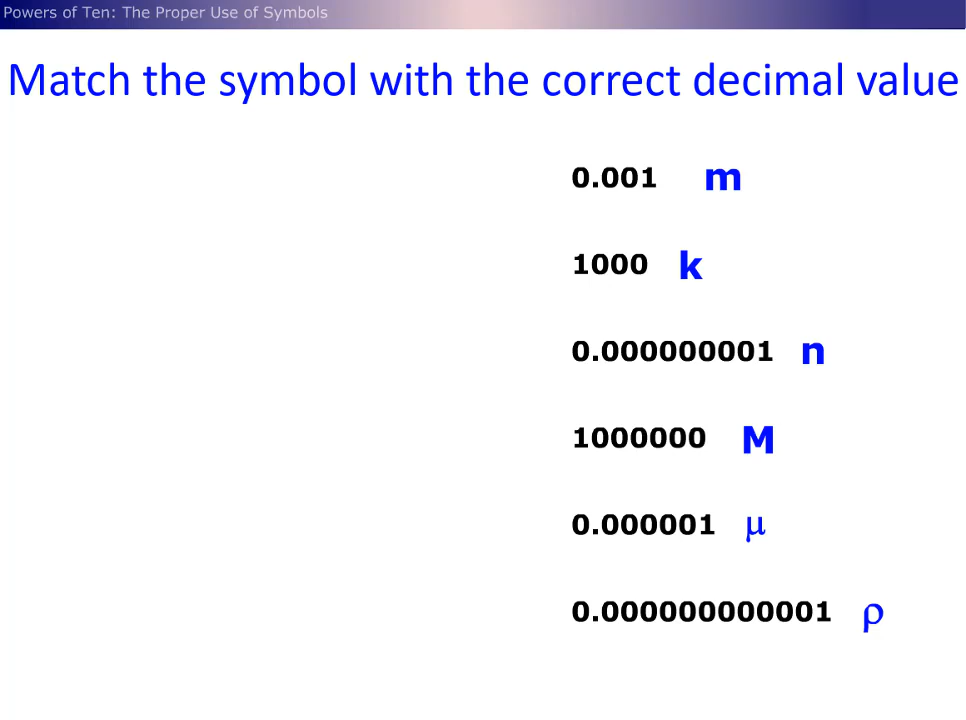 Powers of Ten: The Proper Use of Symbols
Match the symbol with the correct decimal value
0.001 m
1000 k
0.000000001 n
1000000 M
0.000001 μ
0.000000000001 ρ